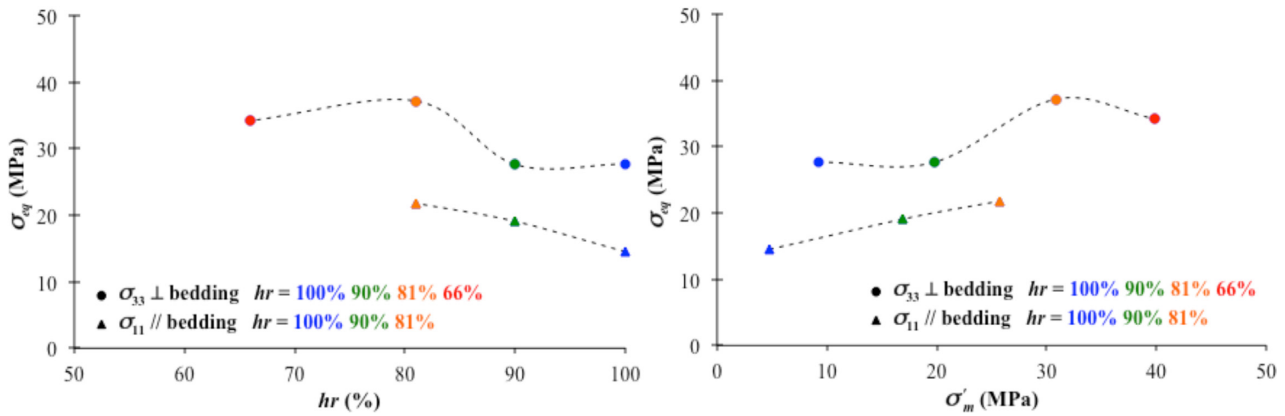 50
40
30
20
10
0
σeq (MPa)
σ33 ⊥ bedding hr = 100% 90% 81% 66%
σ11 // bedding hr = 100% 90% 81%
50 60 70 80 90 100
hr (%)
50
40
30
20
10
0
σeq (MPa)
σ33 ⊥ bedding hr = 100% 90% 81% 66%
σ11 // bedding hr = 100% 90% 81%
0 10 20 30 40 50
σ'm (MPa)